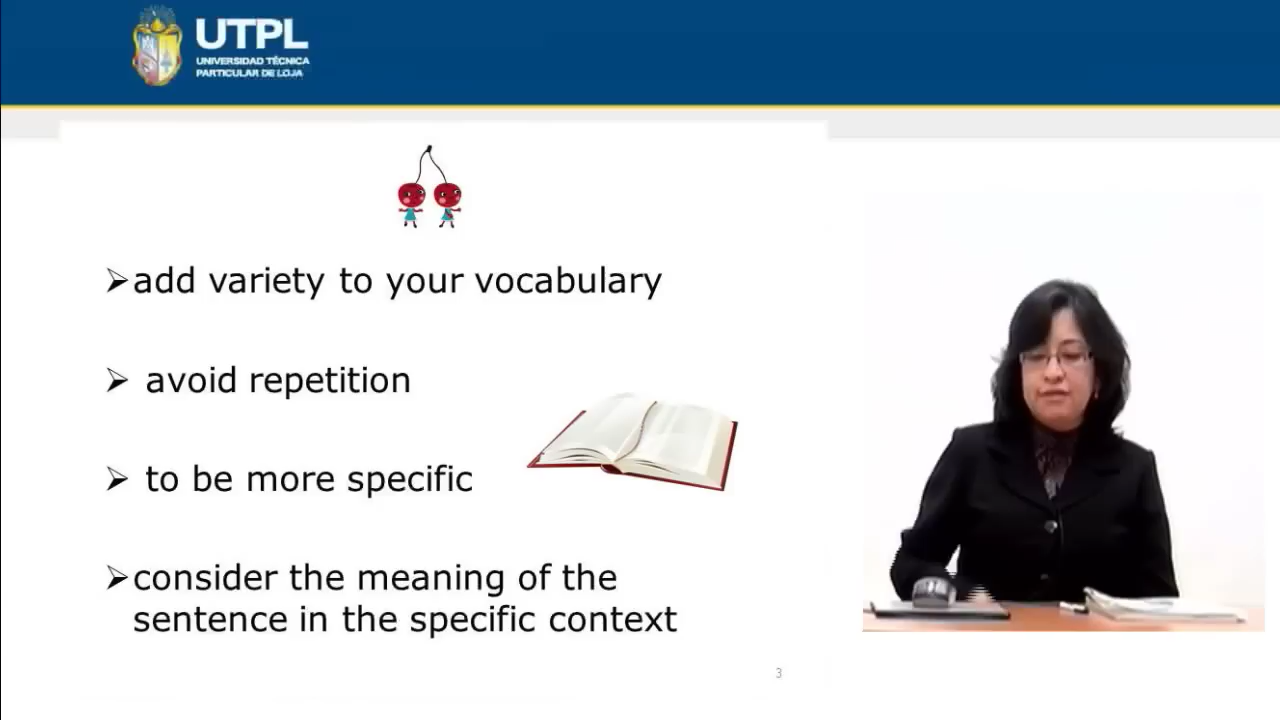 UTPL
UNIVERSIDAD TÉCNICA
PARTICULAR DE LOJA
➢add variety to your vocabulary
➢ avoid repetition
➢ to be more specific
➢consider the meaning of the
sentence in the specific context
3